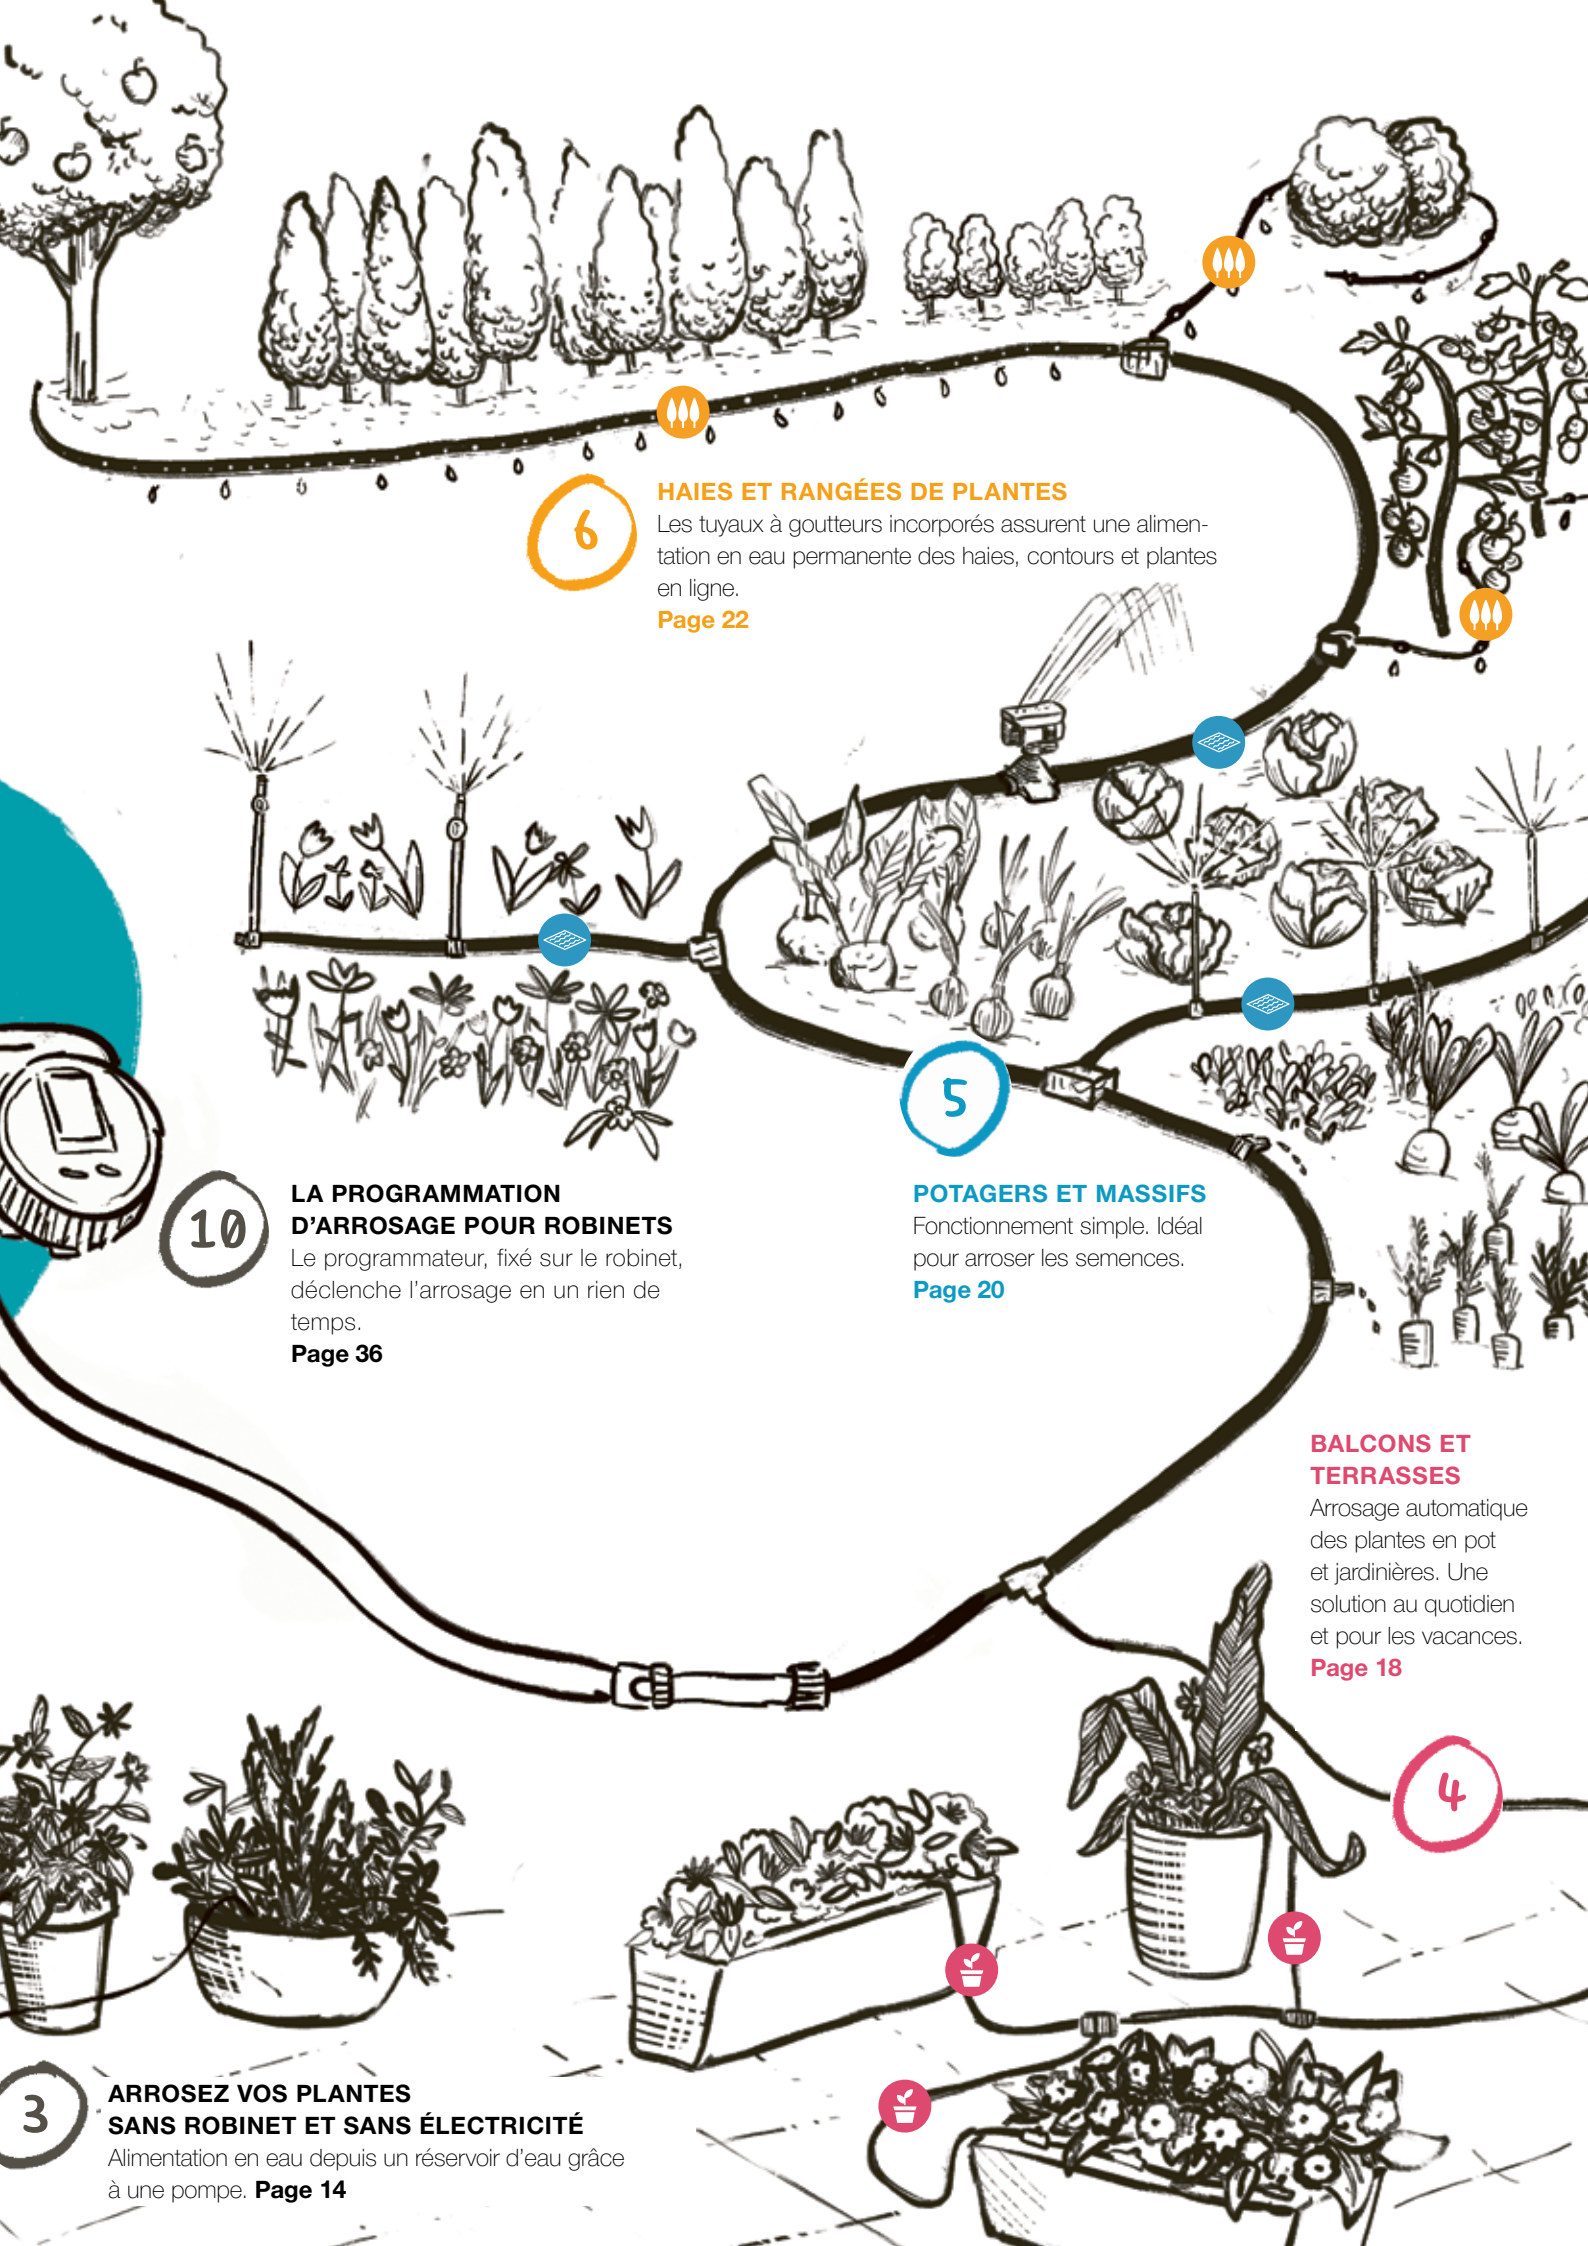 6
HAIES ET RANGÉES DE PLANTES
Les tuyaux à goutteurs incorporés assurent une alimen-
tation en eau permanente des haies, contours et plantes
en ligne.
Page 22
5
POTAGERS ET MASSIFS
Fonctionnement simple. Idéal
pour arroser les semences.
Page 20
10
LA PROGRAMMATION
D’ARROSAGE POUR ROBINETS
Le programmateur, fixé sur le robinet,
déclenche l’arrosage en un rien de
temps.
Page 36
BALCONS ET
TERRASSES
Arrosage automatique
des plantes en pot
et jardinières. Une
solution au quotidien
et pour les vacances.
Page 18
4
3
ARROSEZ VOS PLANTES
SANS ROBINET ET SANS ÉLECTRICITÉ
Alimentation en eau depuis un réservoir d’eau grâce
à une pompe. Page 14